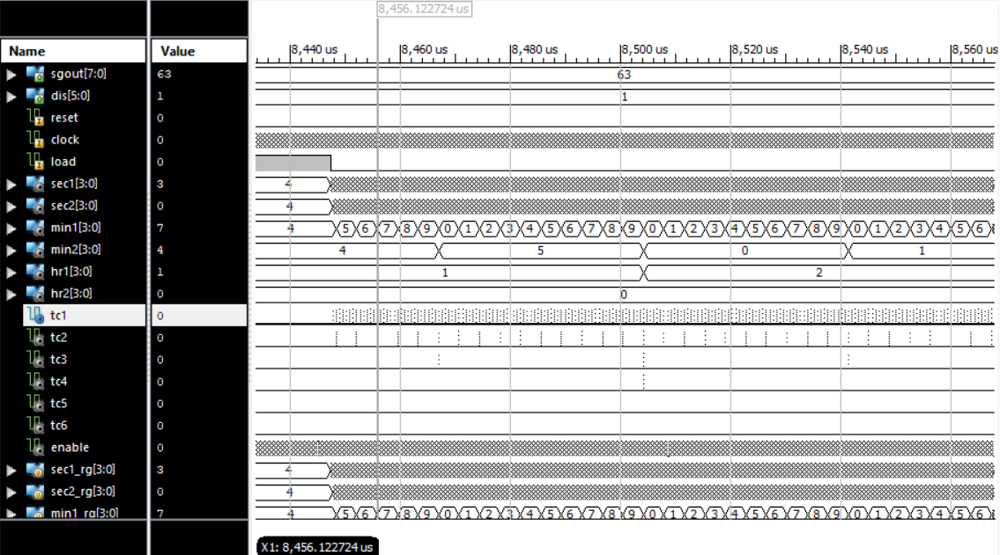 8,456.122724 us
Name Value 8,440 us 8,460 us 8,480 us 8,500 us 8,520 us 8,540 us 8,560 us
sgout[7:0] 63 63
dis[5:0] 1 1
reset 0
clock 0
load 0
sec1[3:0] 3 4
sec2[3:0] 0 4
min1[3:0] 7 4 5 6 7 8 9 0 1 2 3 4 5 6 7 8 9 0 1 2 3 4 5 6 7 8 9 0 1 2 3 4 5 6
min2[3:0] 4 4 5 0 1
hr1[3:0] 1 1 2
hr2[3:0] 0 0
tc1 0
tc2 0
tc3 0
tc4 0
tc5 0
tc6 0
enable 0
sec1_rg[3:0] 3 4
sec2_rg[3:0] 0 4
min1_rg[3:0] 7 4 5 6 7 8 9 0 1 2 3 4 5 6 7 8 9 0 1 2 3 4 5 6 7 8 9 0 1 2 3 4 5 6
X1: 8,456.122724 us